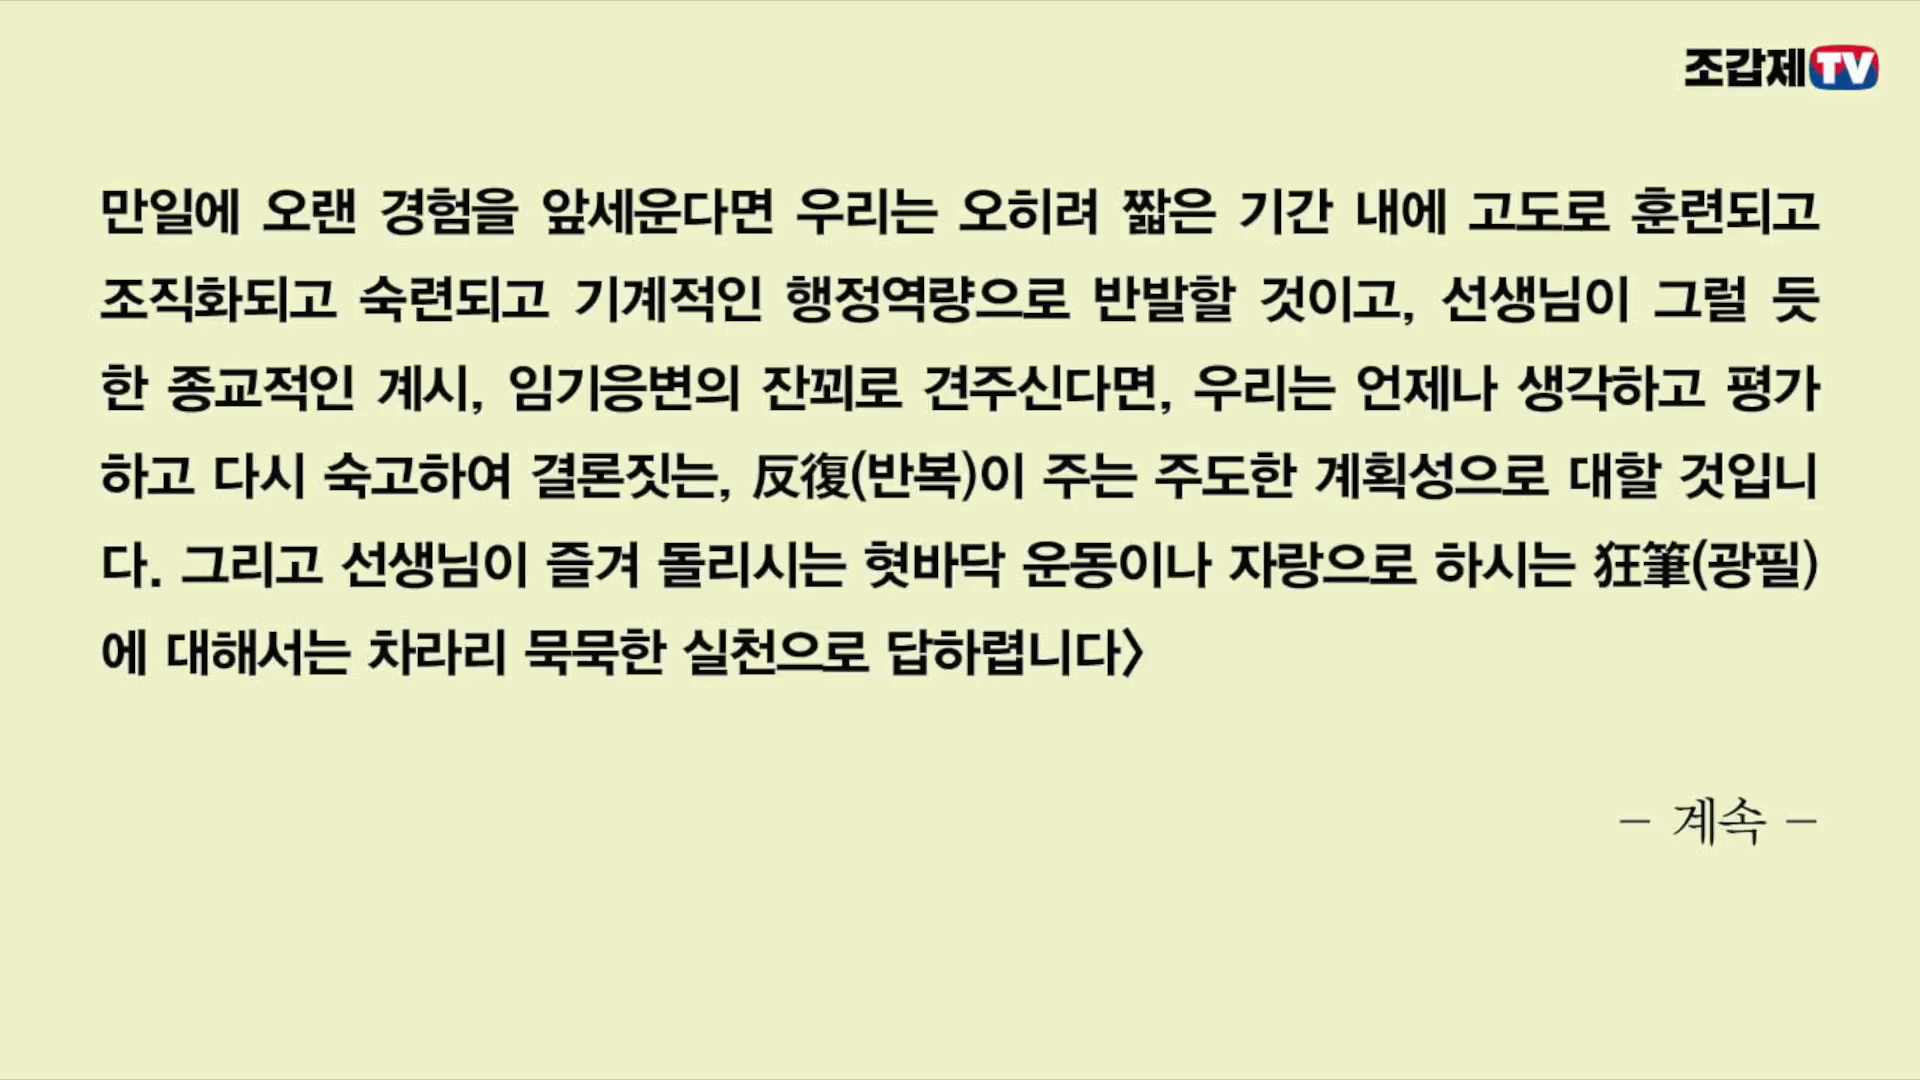 조갑제TV
만일에 오랜 경험을 앞세운다면 우리는 오히려 짧은 기간 내에 고도로 훈련되고
조직화되고 숙련되고 기계적인 행정역량으로 반발할 것이고, 선생님이 그럴 듯
한 종교적인 계시, 임기응변의 잔꾀로 견주신다면, 우리는 언제나 생각하고 평가
하고 다시 숙고하여 결론짓는, 反復(반복)이 주는 주도한 계획성으로 대할 것입니
다. 그리고 선생님이 즐겨 돌리시는 혓바닥 운동이나 자랑으로 하시는 狂筆(광필)
에 대해서는 차라리 묵묵한 실천으로 답하렵니다〉
– 계속 –